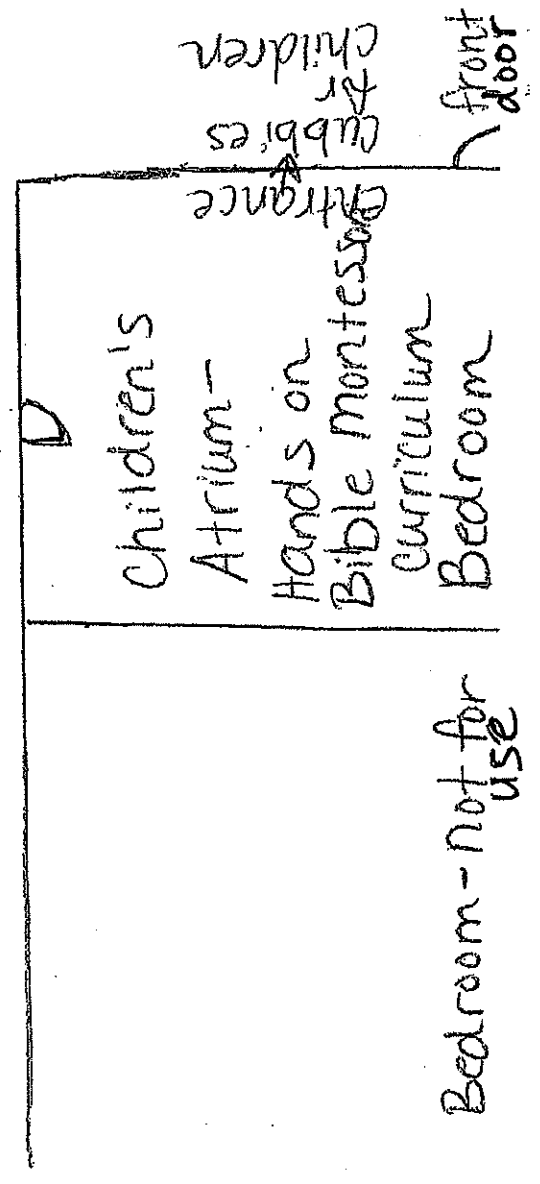 Children's
Atrium-
Hands on
Bible Montessori
curriculum
Bedroom
Bedroom - not for
use
entrance
cubbies
for
children
front
door